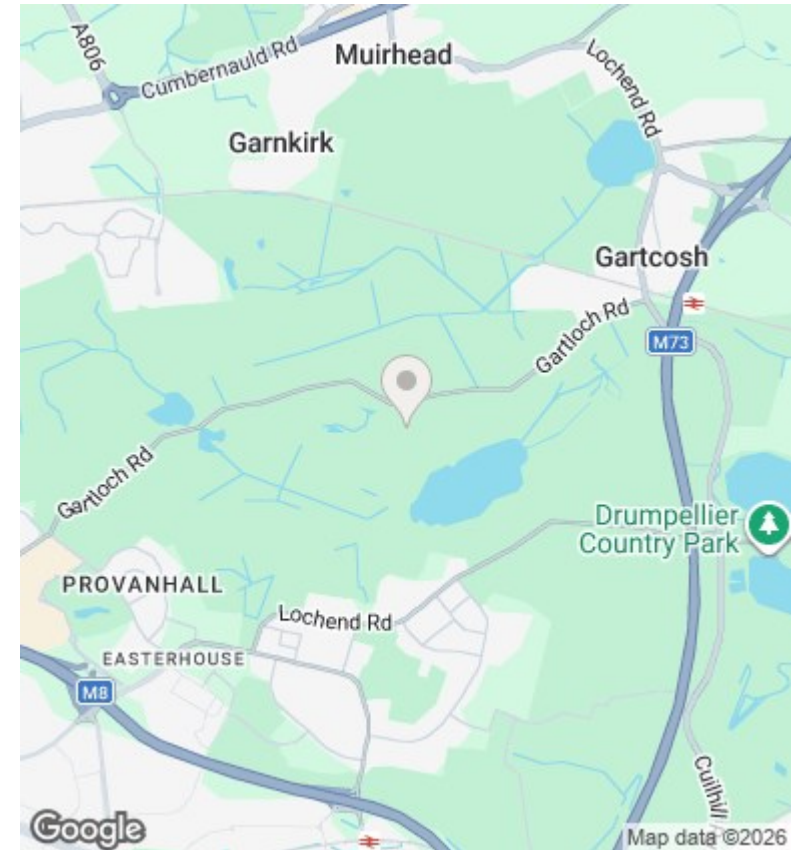 A806
Cumbernauld Rd
Muirhead
Lochend Rd
Garnkirk
Gartcosh
Gartloch Rd
M73
Gartloch Rd
Drumpellier
Country Park
PROVANHALL
Lochend Rd
EASTERHOUSE
M8
Cuilhill
Google
Map data ©2026